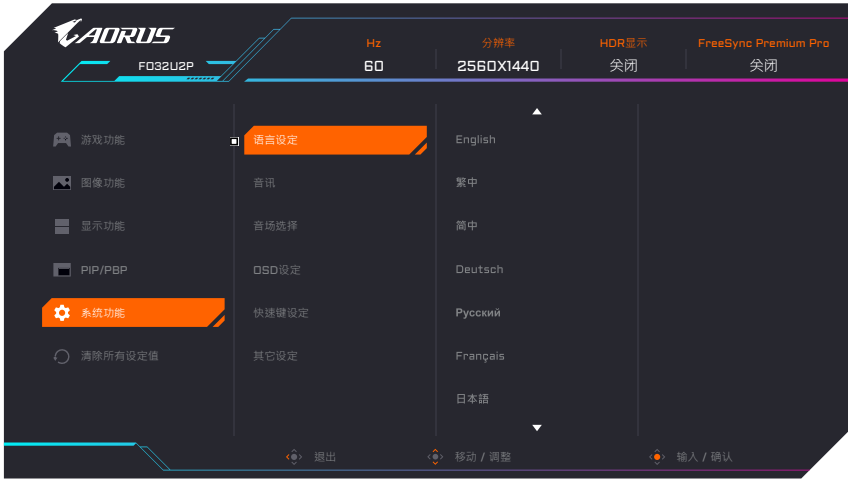 AORUS
FO32U2P
Hz
60
分辨率
2560X1440
HDR显示
关闭
FreeSync Premium Pro
关闭
游戏功能
图像功能
显示功能
PIP/PBP
系统功能
清除所有设定值
语言设定
音讯
音场选择
OSD设定
快速键设定
其它设定
English
繁中
简中
Deutsch
Русский
Français
日本語
退出
移动 / 调整
输入 / 确认